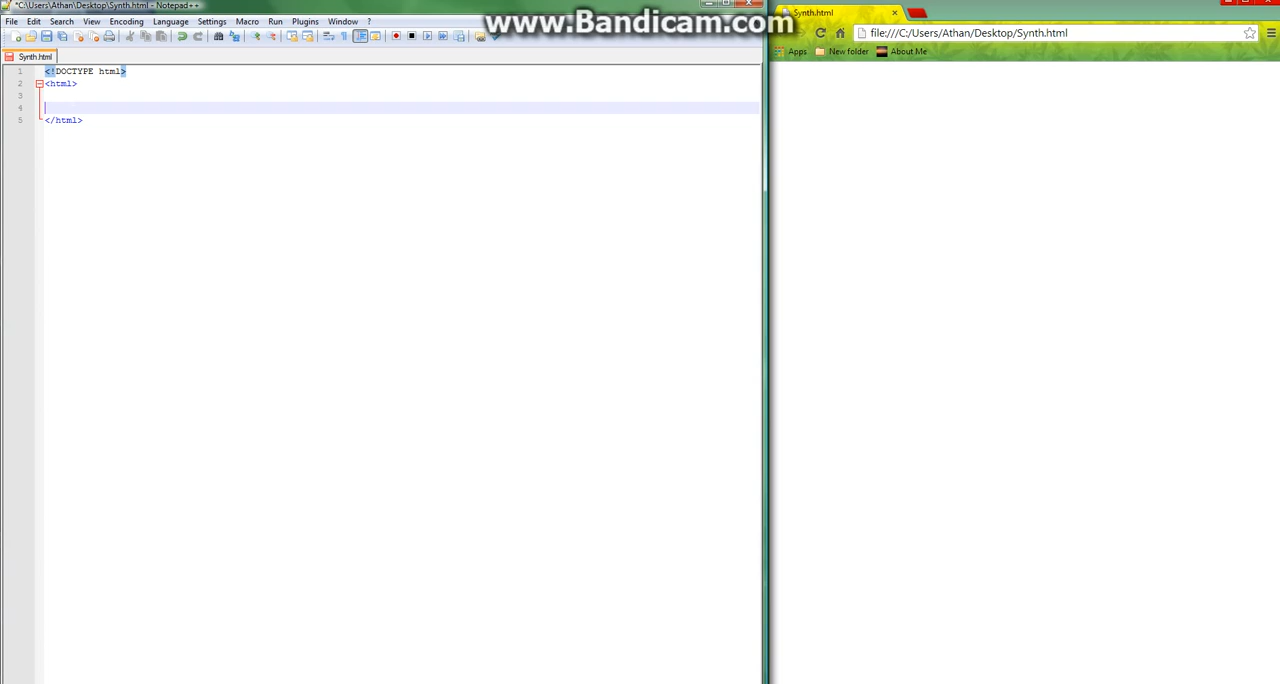 *C:\Users\Athan\Desktop\Synth.html - Notepad++
www.Bandicam.com
Synth.html
File Edit Search View Encoding Language Settings Macro Run Plugins Window ?
file:///C:/Users/Athan/Desktop/Synth.html
Apps New folder About Me
Synth.html
1 <!DOCTYPE html>
2 <html>
3
4
5 </html>